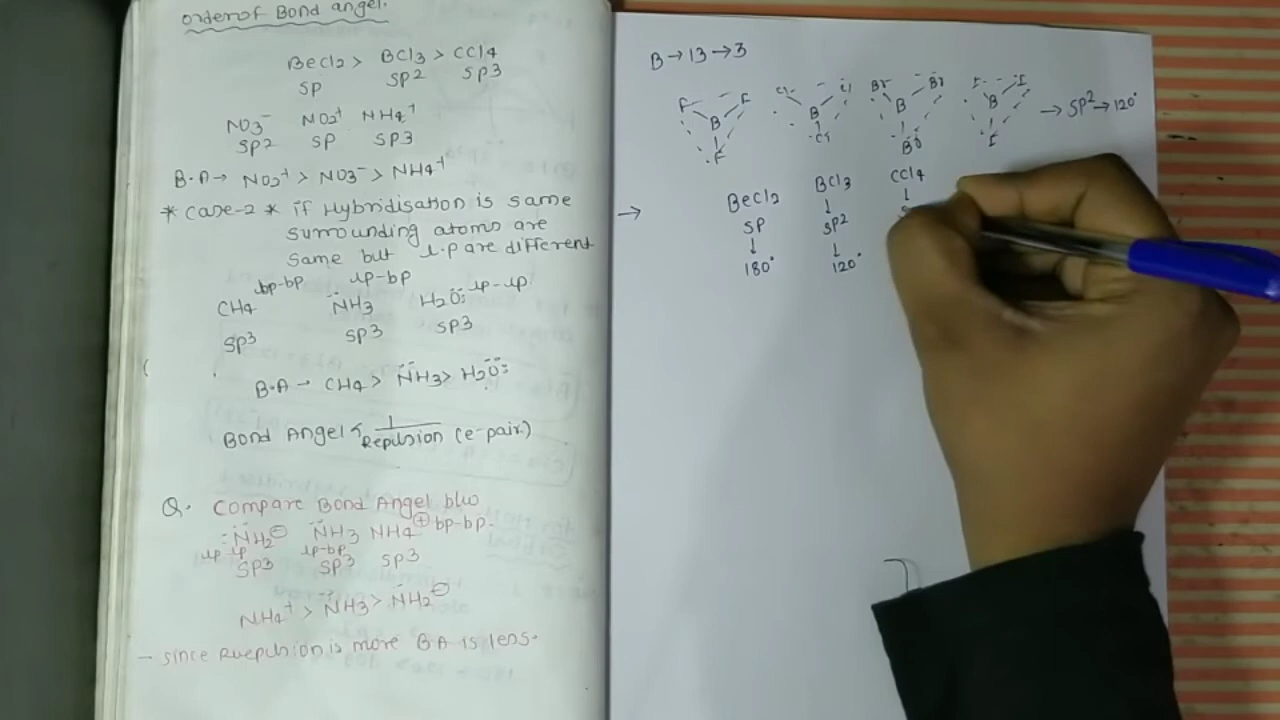 order of Bond angel.
BeCl2 > BCl3 > CCl4
SP SP2 SP3
NO3⁻ NO2⁺ NH4⁺
SP2 SP SP3
B.A → NO2⁺ > NO3⁻ > NH4⁺
* Case-2 * if Hybridisation is same
surrounding atoms are
same but l.p are different
bp-bp lp-bp lp-lp
CH4 NH3 H2O
SP3 SP3 SP3
B.A → CH4 > NH3 > H2O
Bond Angel ∝ 1/Repulsion (e-pair)
Q. Compare Bond Angel b/w
NH2⊖ NH3 NH4⊕ bp-bp.
lp-lp lp-bp
SP3 SP3 SP3
NH4⁺ > NH3 > NH2⊖
- Since Ruepulsion is more BA is less.
B → 13 → 3
F F Cl Cl Br Br I I
B B B B → SP² → 120°
F Cl Br I
→ BeCl2 BCl3 CCl4
SP ↓ ↓
↓ SP2
180° ↓
120°